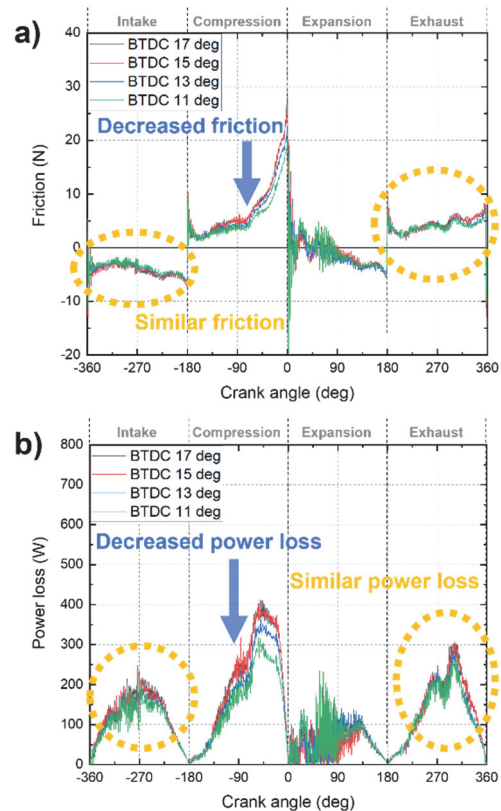 a)
Intake Compression Expansion Exhaust
40
BTDC 17 deg
BTDC 15 deg
30
BTDC 13 deg
BTDC 11 deg
20
Decreased friction
Friction (N)
10
0
-10
Similar friction
20
-360 -270 -180 -90 0 90 180 270 360
Crank angle (deg)
b)
Intake Compression Expansion Exhaust
800
BTDC 17 deg
700
BTDC 15 deg
BTDC 13 deg
600
BTDC 11 deg
500
Decreased power loss
Power loss (W)
400
Similar power loss
300
200
100
0
-360 -270 -180 -90 0 90 180 270 360
Crank angle (deg)